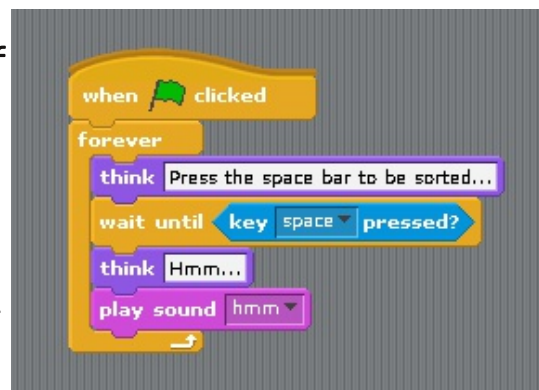 f
when clicked
forever
think Press the space bar to be sorted...
wait until key space pressed?
think Hmm...
play sound hmm